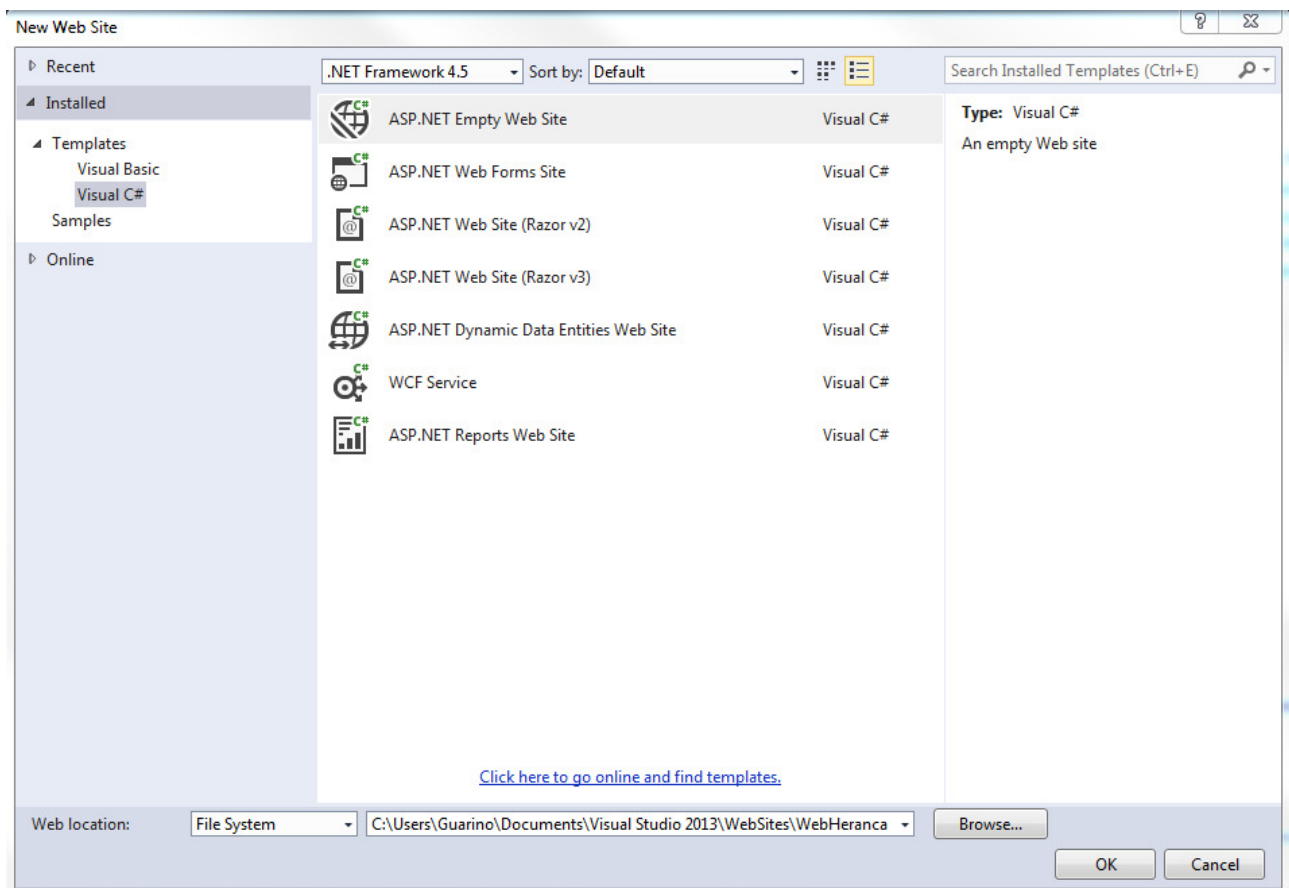 New Web Site
Recent
Installed
Templates
Visual Basic
Visual C#
Samples
Online
.NET Framework 4.5 Sort by: Default
Search Installed Templates (Ctrl+E)
C# ASP.NET Empty Web Site Visual C#
C# ASP.NET Web Forms Site Visual C#
C# @ ASP.NET Web Site (Razor v2) Visual C#
C# @ ASP.NET Web Site (Razor v3) Visual C#
C# ASP.NET Dynamic Data Entities Web Site Visual C#
C# WCF Service Visual C#
C# ASP.NET Reports Web Site Visual C#
Type: Visual C#
An empty Web site
Click here to go online and find templates.
Web location: File System C:\Users\Guarino\Documents\Visual Studio 2013\WebSites\WebHeranca Browse...
OK Cancel